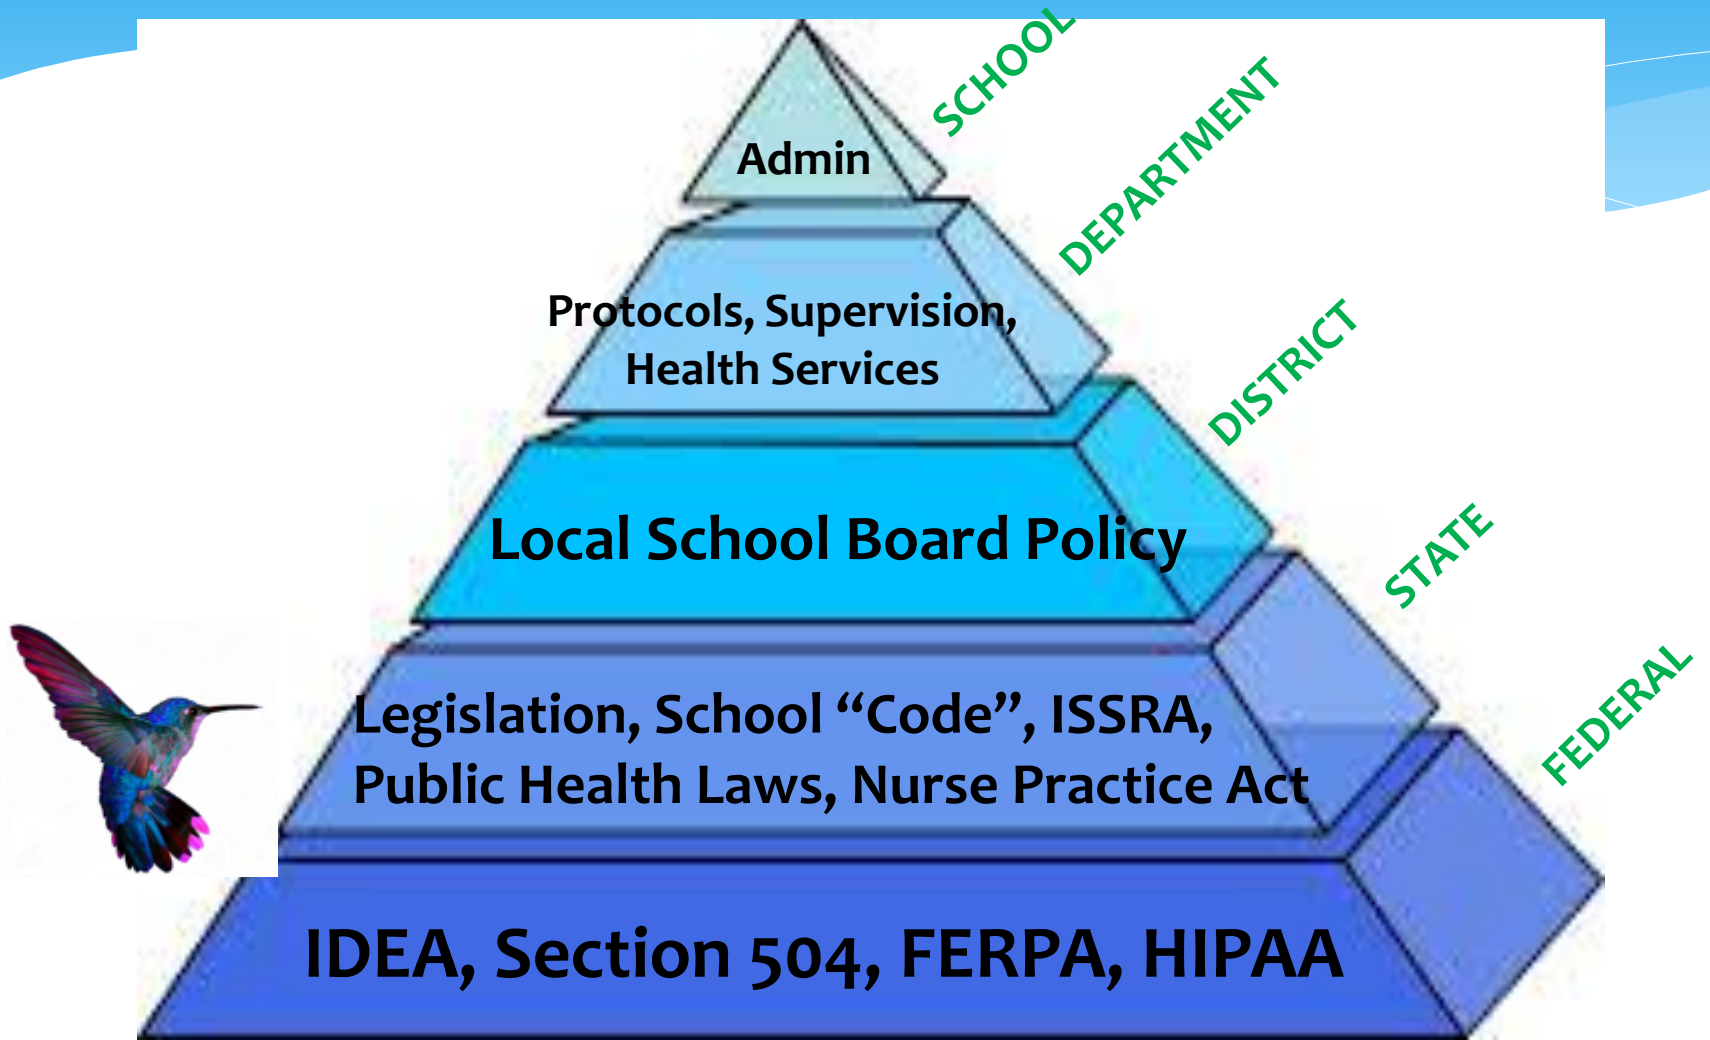 SCHOOL
Admin
DEPARTMENT
Protocols, Supervision,
Health Services
DISTRICT
Local School Board Policy
STATE
Legislation, School “Code”, ISSRA,
Public Health Laws, Nurse Practice Act
FEDERAL
IDEA, Section 504, FERPA, HIPAA